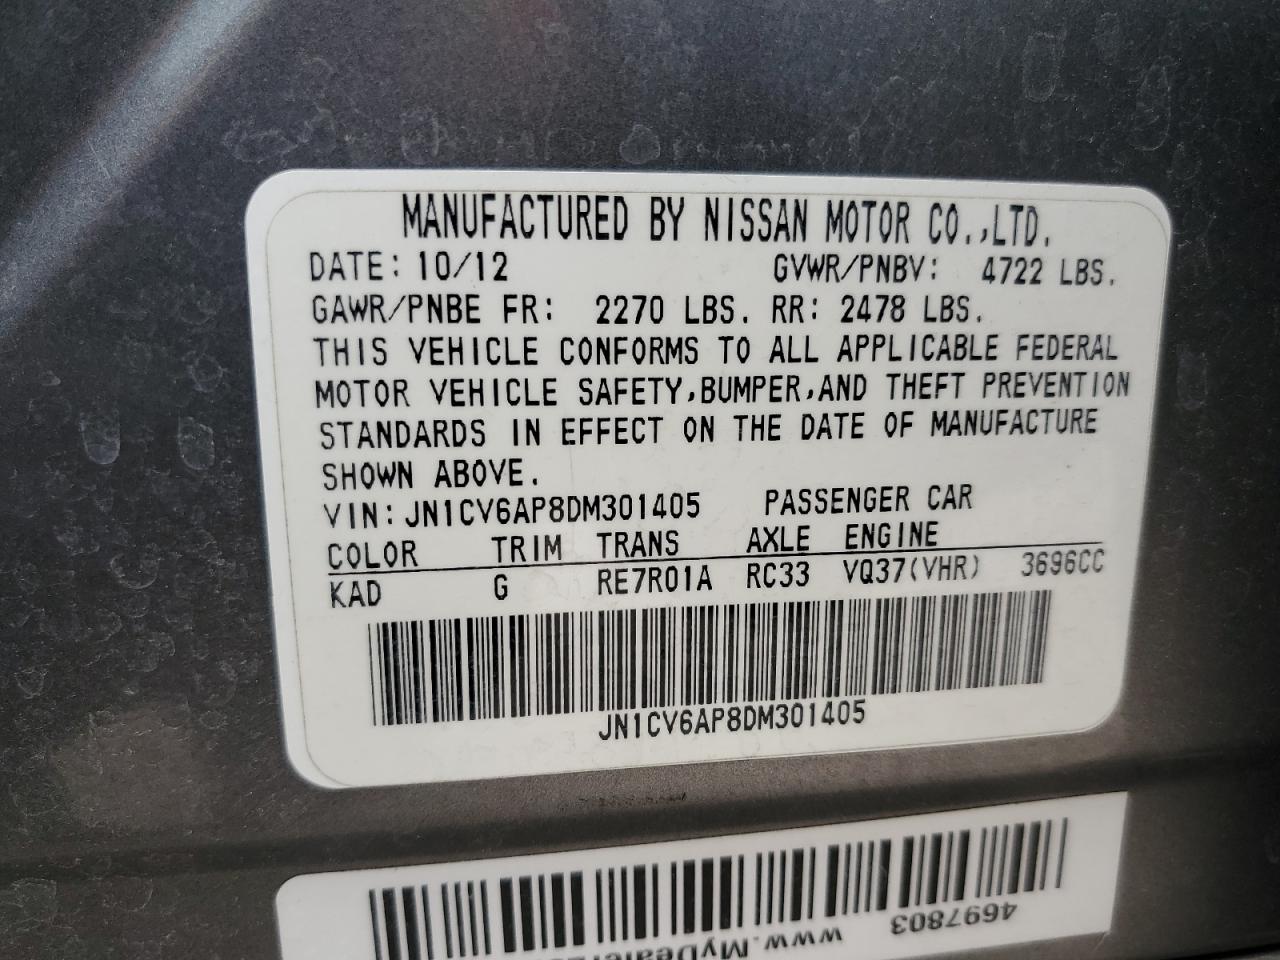 MANUFACTURED BY NISSAN MOTOR CO.,LTD.
DATE: 10/12 GVWR/PNBV: 4722 LBS.
GAWR/PNBE FR: 2270 LBS. RR: 2478 LBS.
THIS VEHICLE CONFORMS TO ALL APPLICABLE FEDERAL
MOTOR VEHICLE SAFETY,BUMPER,AND THEFT PREVENTION
STANDARDS IN EFFECT ON THE DATE OF MANUFACTURE
SHOWN ABOVE.
VIN:JN1CV6AP8DM301405 PASSENGER CAR
COLOR TRIM TRANS AXLE ENGINE
KAD G RE7R01A RC33 VQ37(VHR) 3696CC
JN1CV6AP8DM301405
4697803